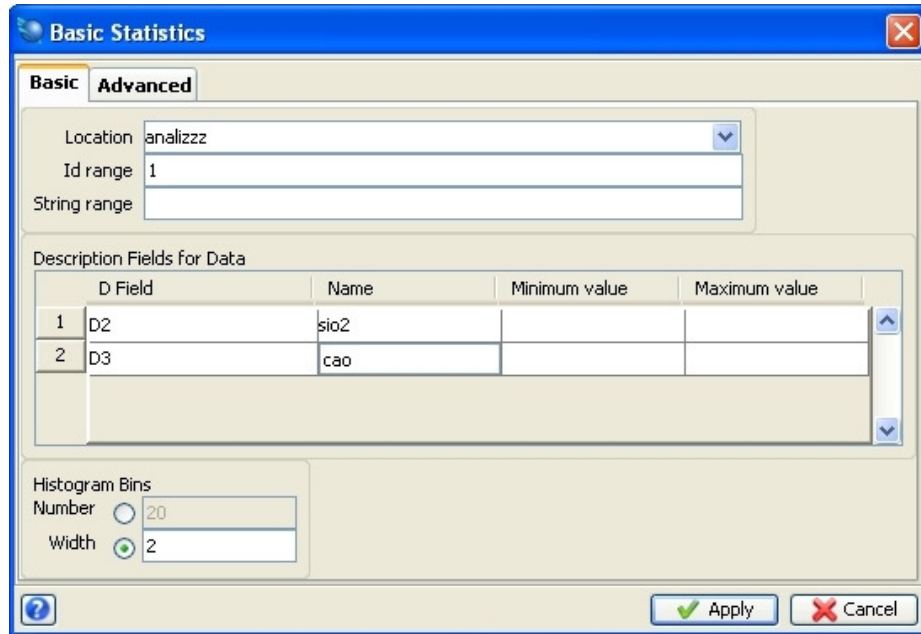 Basic Statistics
Basic Advanced
Location analizzz
Id range 1
String range
Description Fields for Data
D Field Name Minimum value Maximum value
1 D2 sio2
2 D3 cao
Histogram Bins
Number 20
Width 2
? Apply Cancel